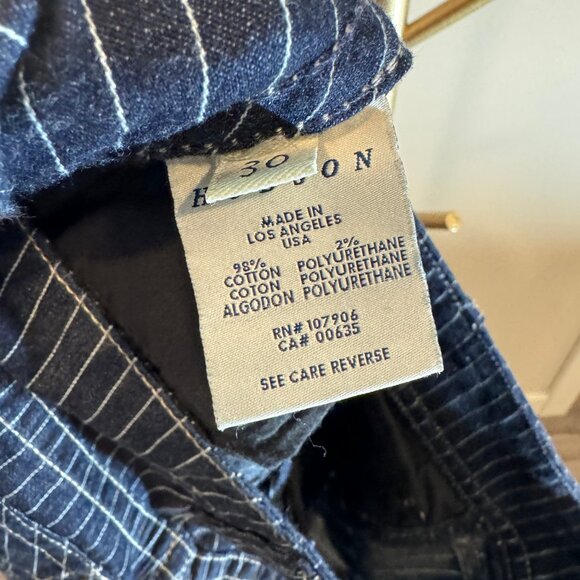 30
HUDSON
MADE IN
LOS ANGELES
USA
98% 2%
COTTON POLYURETHANE
COTON POLYURETHANE
ALGODON POLYURETHANE
RN# 107906
CA# 00635
SEE CARE REVERSE